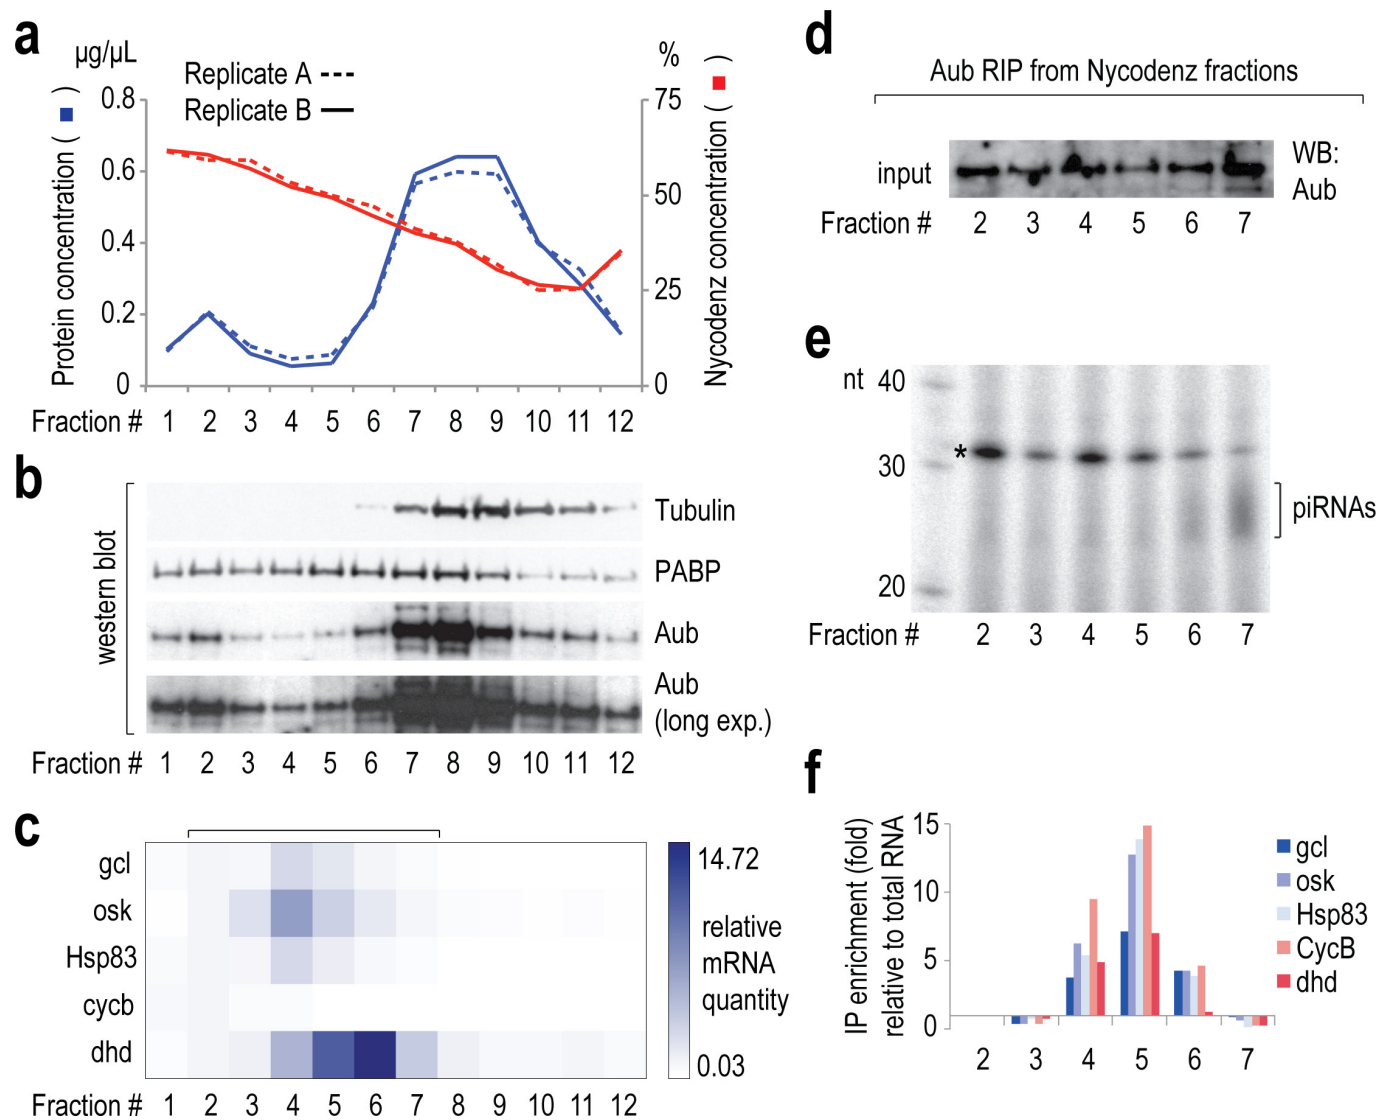 a
µg/µL
%
Replicate A
Replicate B
Protein concentration ( )
0.8
0.6
0.4
0.2
0
Nycodenz concentration ( )
75
50
25
0
Fraction # 1 2 3 4 5 6 7 8 9 10 11 12
b
western blot
Tubulin
PABP
Aub
Aub
(long exp.)
Fraction # 1 2 3 4 5 6 7 8 9 10 11 12
c
gcl
osk
Hsp83
cycb
dhd
14.72
relative
mRNA
quantity
0.03
Fraction # 1 2 3 4 5 6 7 8 9 10 11 12
d
Aub RIP from Nycodenz fractions
input
WB:
Aub
Fraction # 2 3 4 5 6 7
e
nt 40
*
30
20
piRNAs
Fraction # 2 3 4 5 6 7
f
IP enrichment (fold)
relative to total RNA
15
10
5
0
gcl
osk
Hsp83
CycB
dhd
2 3 4 5 6 7